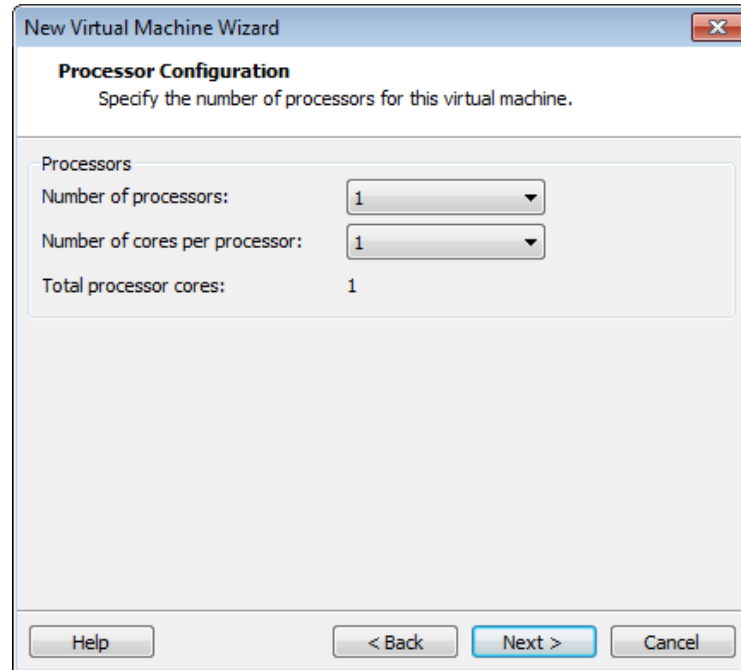 New Virtual Machine Wizard
Processor Configuration
Specify the number of processors for this virtual machine.
Processors
Number of processors: 1
Number of cores per processor: 1
Total processor cores: 1
Help < Back Next > Cancel